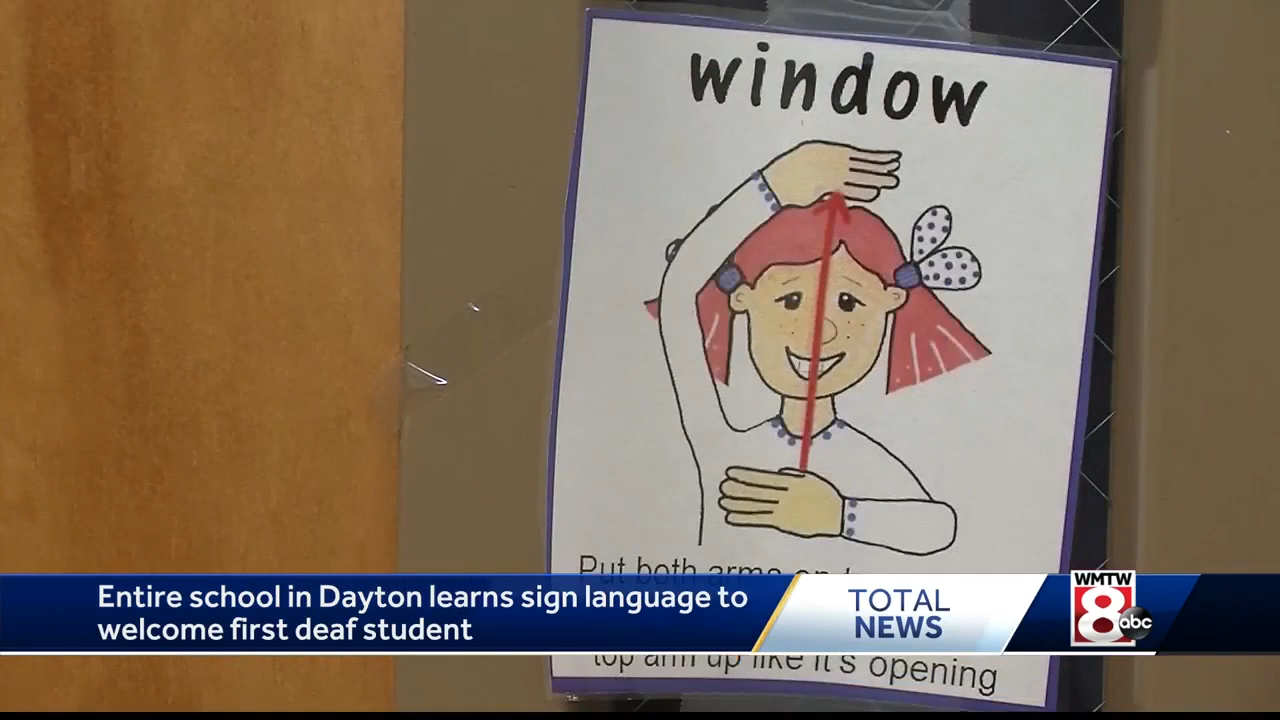 window
Put both arms
Entire school in Dayton learns sign language to
welcome first deaf student
TOTAL
NEWS
WMTW
8
abc
top arm up like it's opening